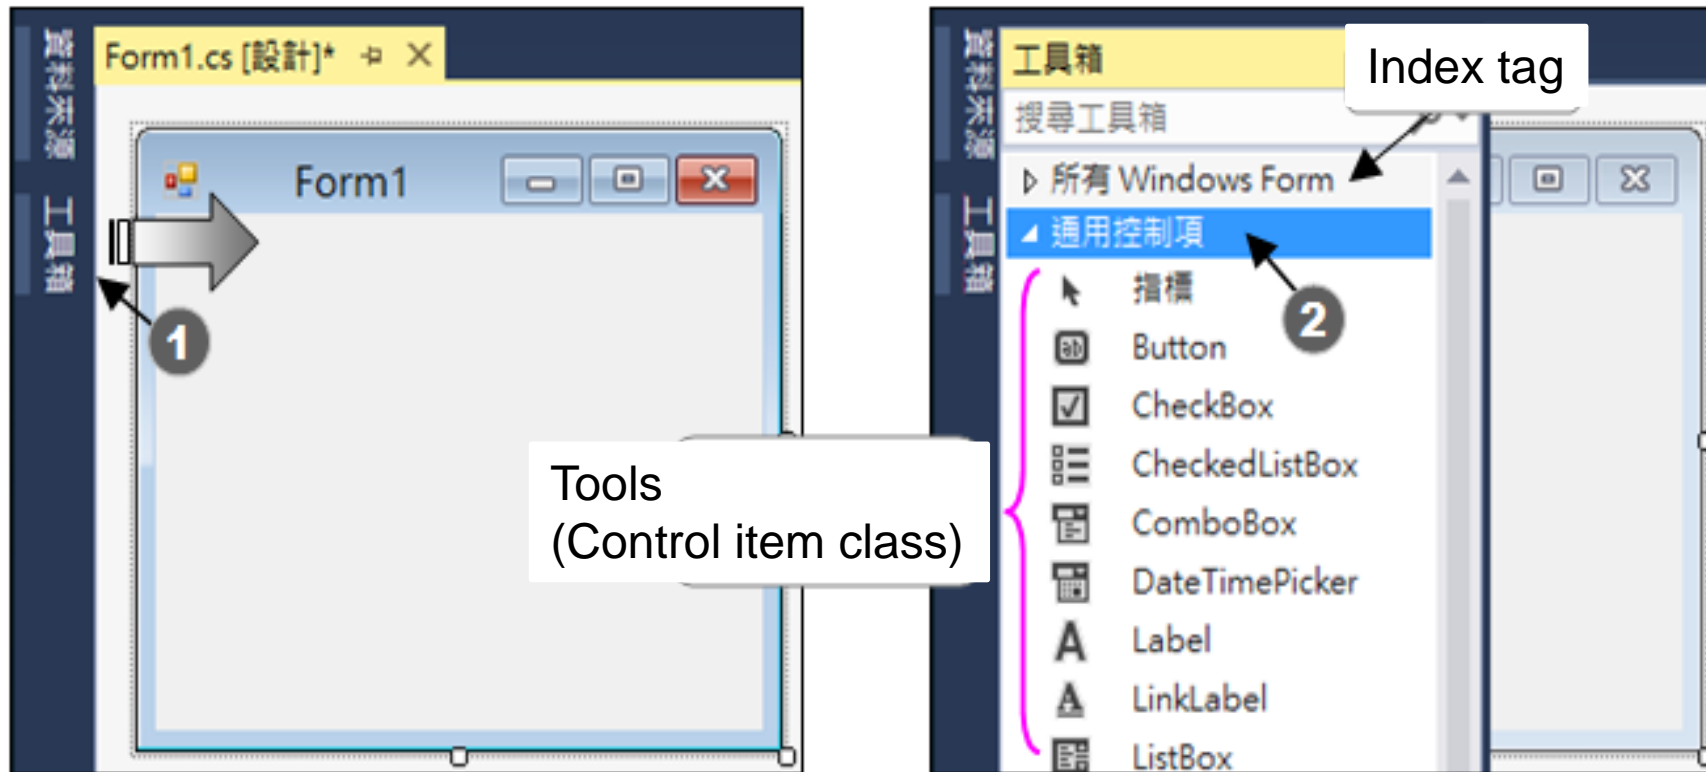 資料來源
工具箱
Form1.cs [設計]*
Form1
1
Tools
(Control item class)
資料來源
工具箱
工具箱
Index tag
搜尋工具箱
所有 Windows Form
通用控制項
2
指標
Button
CheckBox
CheckedListBox
ComboBox
DateTimePicker
Label
LinkLabel
ListBox